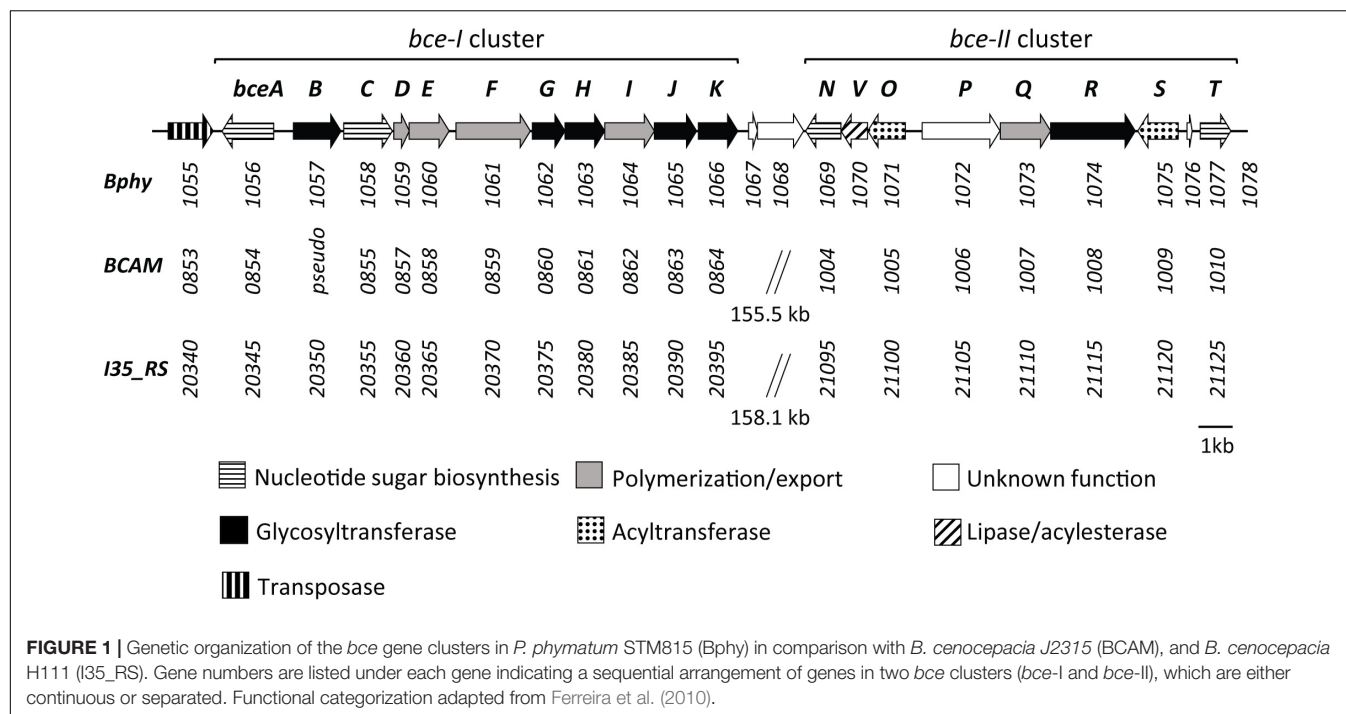 bce-I cluster bce-II cluster
bceA B C D E F G H I J K N V O P Q R S T
Bphy 1055 1056 1057 1058 1059 1060 1061 1062 1063 1064 1065 1066 1067 1068 1069 1070 1071 1072 1073 1074 1075 1076 1077 1078
BCAM 0853 0854 pseudo 0855 0857 0858 0859 0860 0861 0862 0863 0864 // 1004 1005 1006 1007 1008 1009 1010
155.5 kb
I35_RS 20340 20345 20350 20355 20360 20365 20370 20375 20380 20385 20390 20395 // 21095 21100 21105 21110 21115 21120 21125
158.1 kb
1kb
Nucleotide sugar biosynthesis Polymerization/export Unknown function
Glycosyltransferase Acyltransferase Lipase/acylesterase
Transposase
FIGURE 1 | Genetic organization of the bce gene clusters in P. phymatum STM815 (Bphy) in comparison with B. cenocepacia J2315 (BCAM), and B. cenocepacia
H111 (I35_RS). Gene numbers are listed under each gene indicating a sequential arrangement of genes in two bce clusters (bce-I and bce-II), which are either
continuous or separated. Functional categorization adapted from Ferreira et al. (2010).